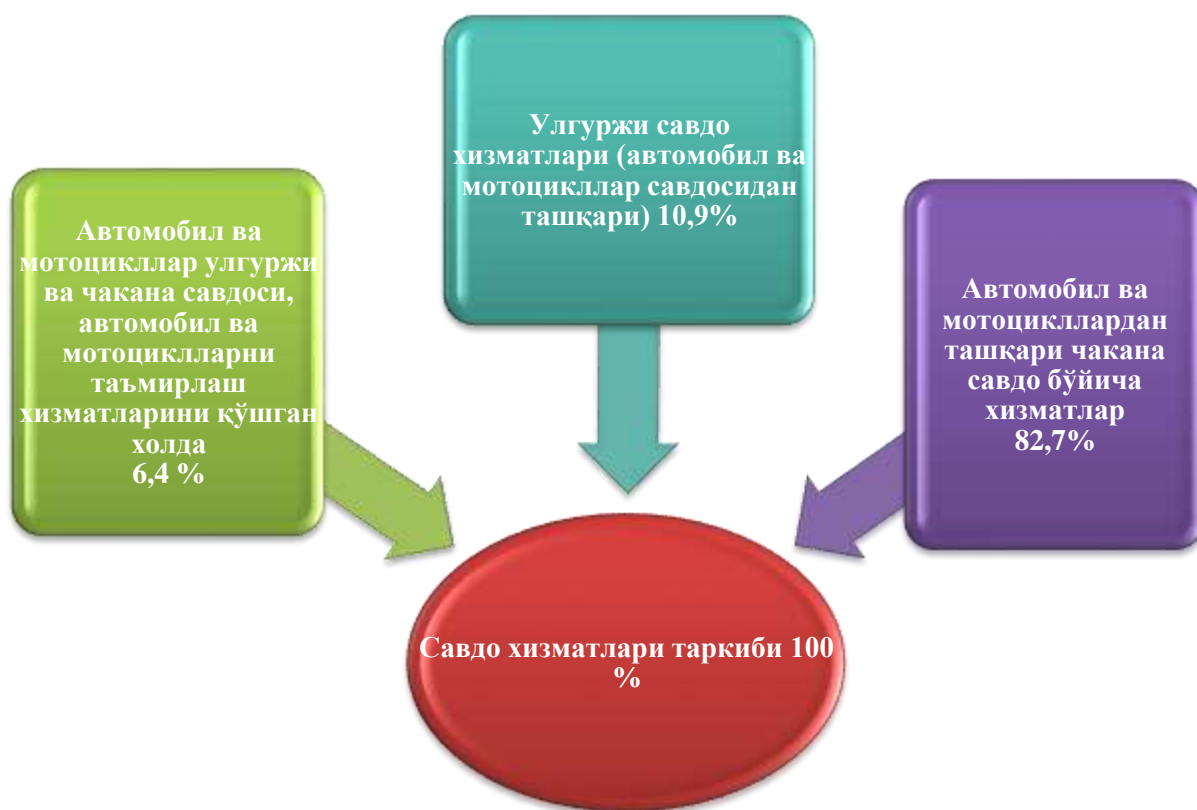 Автомобил ва
мотоцикллар улгуржи
ва чакана савдоси,
автомобил ва
мотоциклларни
таъмирлаш
хизматларини қўшган
холда
6,4 %
Улгуржи савдо
хизматлари (автомобил ва
мотоцикллар савдосидан
ташқари) 10,9%
Автомобил ва
мотоцикллардан
ташқари чакана
савдо бўйича
хизматлар
82,7%
Савдо хизматлари таркиби 100
%